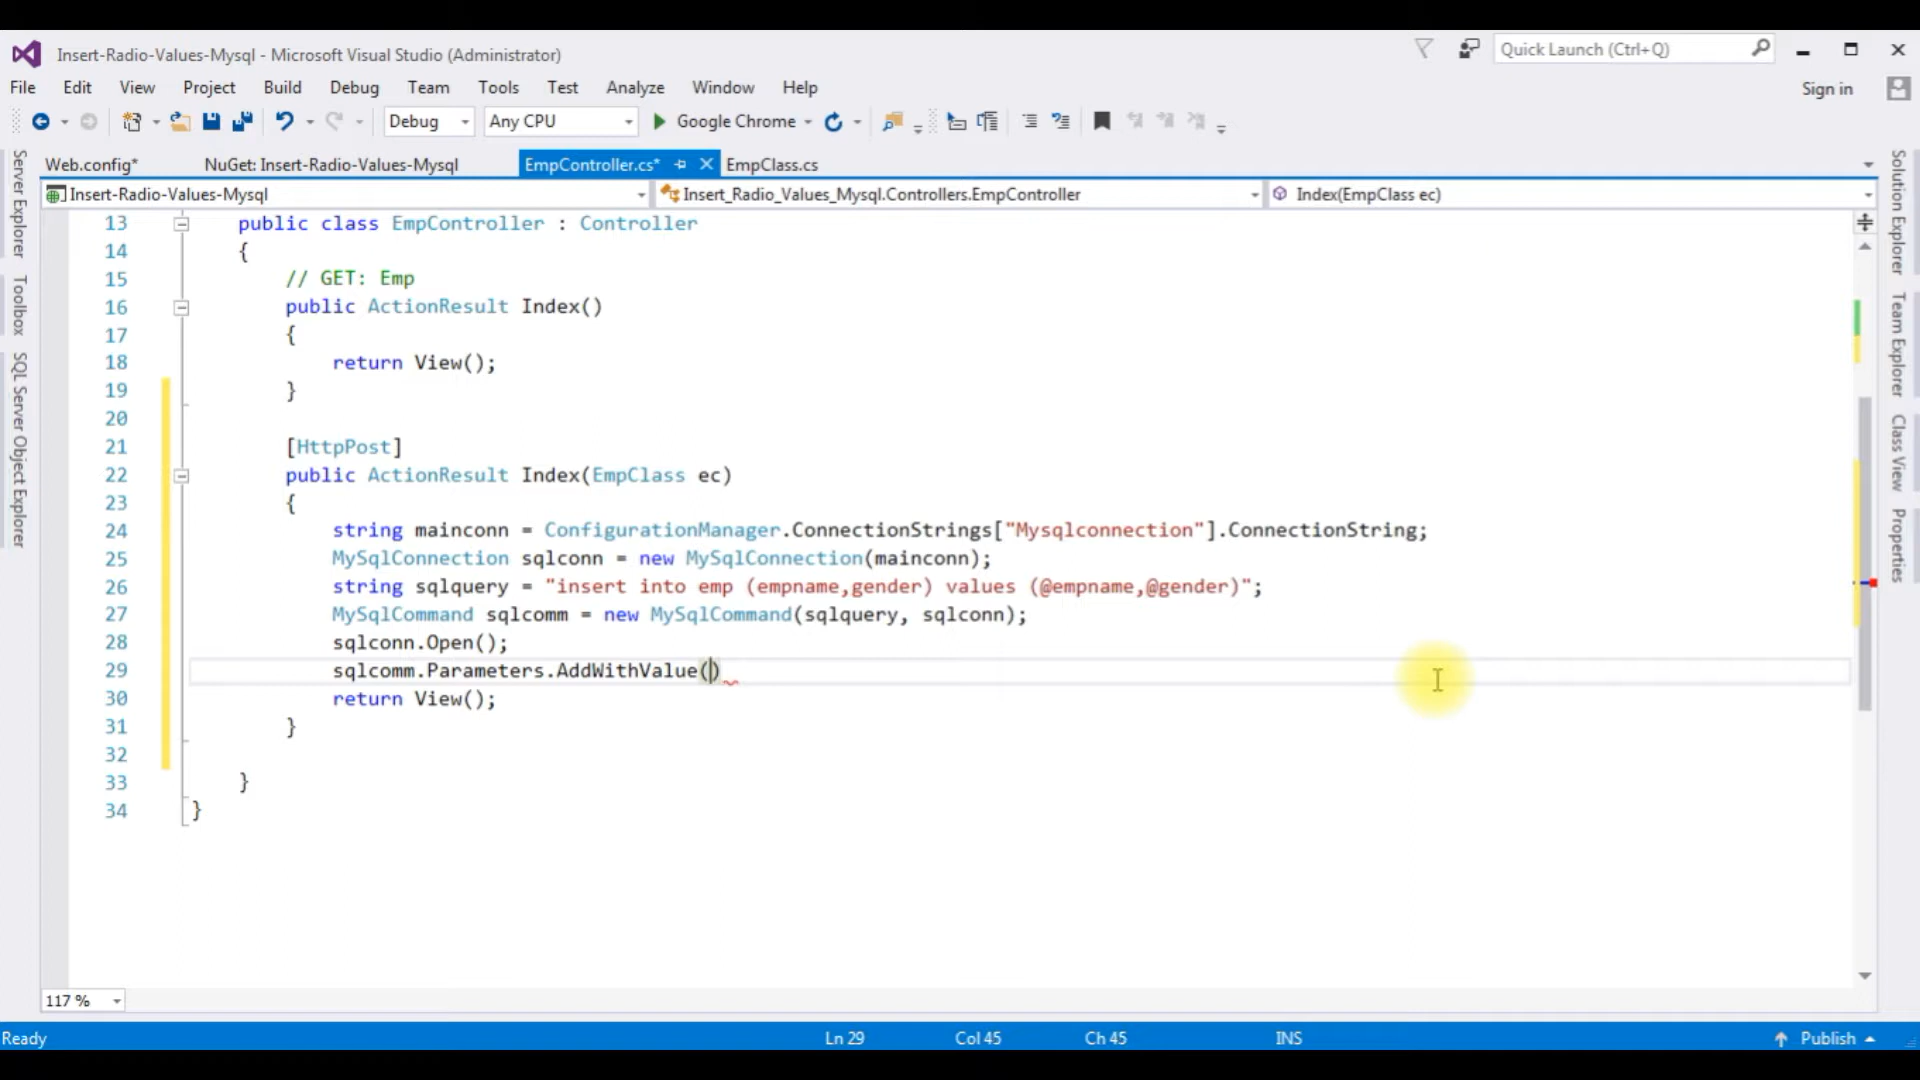 Insert-Radio-Values-Mysql - Microsoft Visual Studio (Administrator)
Quick Launch (Ctrl+Q)
File Edit View Project Build Debug Team Tools Test Analyze Window Help
Sign in
Debug Any CPU Google Chrome
Web.config* NuGet: Insert-Radio-Values-Mysql EmpController.cs* EmpClass.cs
Insert-Radio-Values-Mysql Insert_Radio_Values_Mysql.Controllers.EmpController Index(EmpClass ec)
Server Explorer
Toolbox
SQL Server Object Explorer
13 public class EmpController : Controller
14 {
15 // GET: Emp
16 public ActionResult Index()
17 {
18 return View();
19 }
20
21 [HttpPost]
22 public ActionResult Index(EmpClass ec)
23 {
24 string mainconn = ConfigurationManager.ConnectionStrings["Mysqlconnection"].ConnectionString;
25 MySqlConnection sqlconn = new MySqlConnection(mainconn);
26 string sqlquery = "insert into emp (empname,gender) values (@empname,@gender)";
27 MySqlCommand sqlcomm = new MySqlCommand(sqlquery, sqlconn);
28 sqlconn.Open();
29 sqlcomm.Parameters.AddWithValue()
30 return View();
31 }
32
33 }
34 }
Solution Explorer
Team Explorer
Class View
Properties
117 %
Ready Ln 29 Col 45 Ch 45 INS Publish